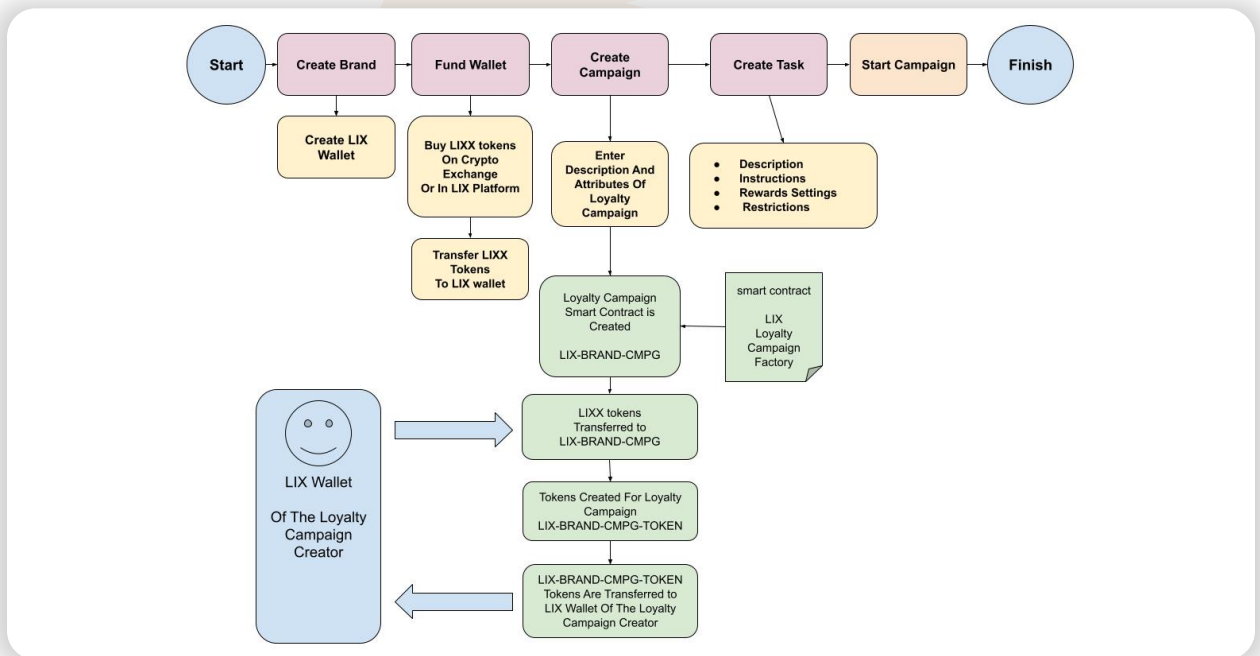 Start
Create Brand
Fund Wallet
Create
Campaign
Create Task
Start Campaign
Finish
Create LIX
Wallet
Buy LIXX tokens
On Crypto
Exchange
Or In LIX Platform
Transfer LIXX
Tokens
To LIX wallet
Enter
Description And
Attributes Of
Loyalty
Campaign
● Description
● Instructions
● Rewards Settings
● Restrictions
Loyalty Campaign
Smart Contract is
Created
LIX-BRAND-CMPG
smart contract
LIX
Loyalty
Campaign
Factory
LIXX tokens
Transferred to
LIX-BRAND-CMPG
Tokens Created For Loyalty
Campaign
LIX-BRAND-CMPG-TOKEN
LIX-BRAND-CMPG-TOKEN
Tokens Are Transferred to
LIX Wallet Of The Loyalty
Campaign Creator
LIX Wallet
Of The Loyalty
Campaign
Creator